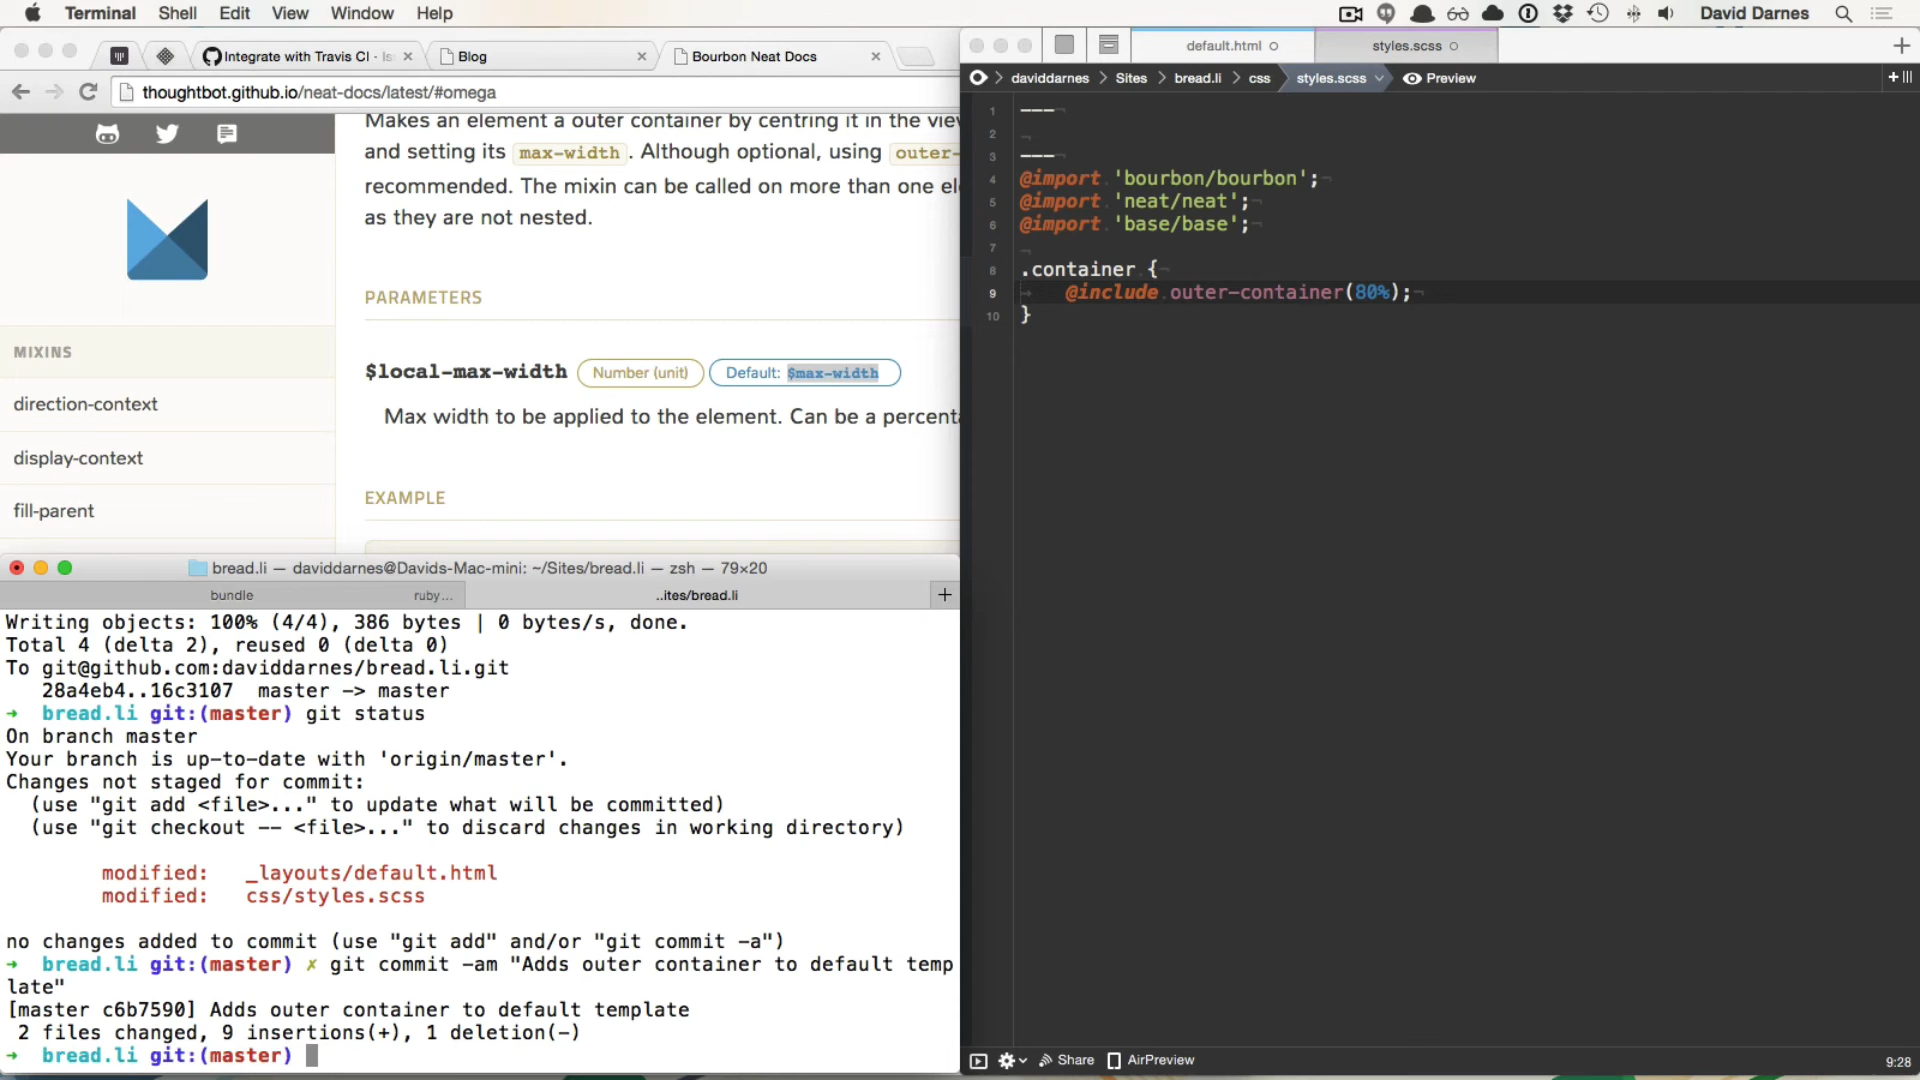 Terminal Shell Edit View Window Help
David Darnes
Integrate with Travis CI · Is
Blog
Bourbon Neat Docs
thoughtbot.github.io/neat-docs/latest/#omega
Makes an element a outer container by centring it in the view
and setting its max-width. Although optional, using outer-
recommended. The mixin can be called on more than one el
as they are not nested.
PARAMETERS
MIXINS
$local-max-width Number (unit) Default: $max-width
direction-context
Max width to be applied to the element. Can be a percenta
display-context
EXAMPLE
fill-parent
bread.li — daviddarnes@Davids-Mac-mini: ~/Sites/bread.li — zsh — 79×20
bundle ruby... ..ites/bread.li
Writing objects: 100% (4/4), 386 bytes | 0 bytes/s, done.
Total 4 (delta 2), reused 0 (delta 0)
To git@github.com:daviddarnes/bread.li.git
28a4eb4..16c3107 master -> master
➜ bread.li git:(master) git status
On branch master
Your branch is up-to-date with 'origin/master'.
Changes not staged for commit:
(use "git add <file>..." to update what will be committed)
(use "git checkout -- <file>..." to discard changes in working directory)
modified: _layouts/default.html
modified: css/styles.scss
no changes added to commit (use "git add" and/or "git commit -a")
➜ bread.li git:(master) ✗ git commit -am "Adds outer container to default temp
late"
[master c6b7590] Adds outer container to default template
2 files changed, 9 insertions(+), 1 deletion(-)
➜ bread.li git:(master)
default.html
styles.scss
daviddarnes Sites bread.li css styles.scss Preview
1 ---
2
3 ---
4 @import 'bourbon/bourbon';
5 @import 'neat/neat';
6 @import 'base/base';
7
8 .container {
9 @include outer-container(80%);
10 }
Share AirPreview 9:28